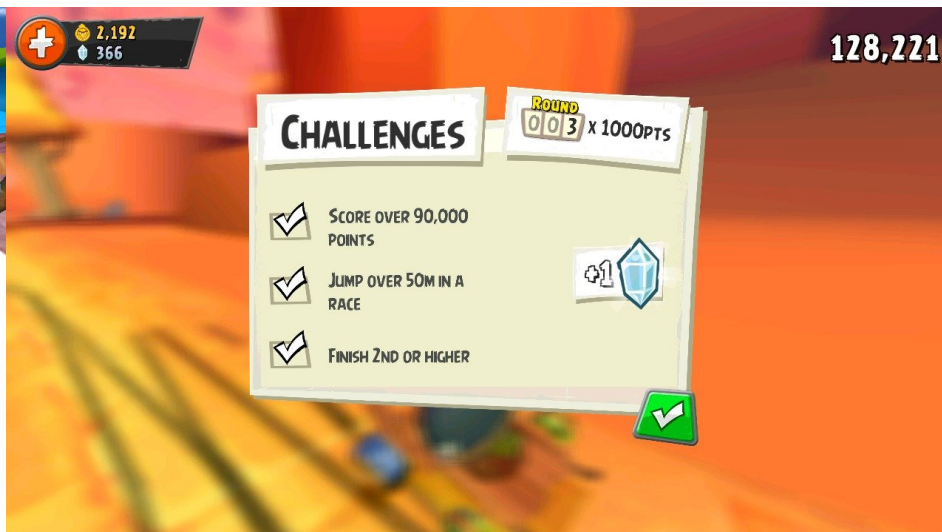 2,192
366
128,221
CHALLENGES
ROUND
003 x 1000PTS
SCORE OVER 90,000
POINTS
JUMP OVER 50M IN A
RACE
FINISH 2ND OR HIGHER
+1